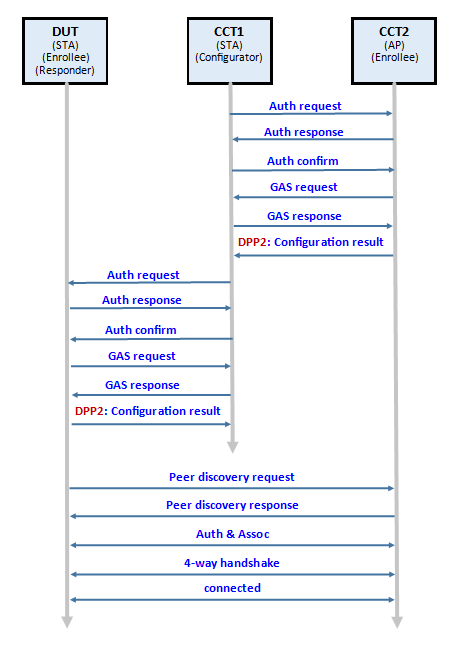 DUT
(STA)
(Enrollee)
(Responder)
CCT1
(STA)
(Configurator)
CCT2
(AP)
(Enrollee)
Auth request
Auth response
Auth confirm
GAS request
GAS response
DPP2: Configuration result
Auth request
Auth response
Auth confirm
GAS request
GAS response
DPP2: Configuration result
Peer discovery request
Peer discovery response
Auth & Assoc
4-way handshake
connected